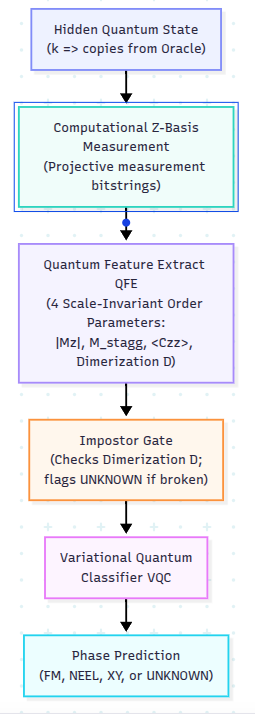 Hidden Quantum State
(k => copies from Oracle)
Computational Z-Basis
Measurement
(Projective measurement
bitstrings)
Quantum Feature Extract
QFE
(4 Scale-Invariant Order
Parameters:
|Mz|, M_stagg, <Czz>,
Dimerization D)
Impostor Gate
(Checks Dimerization D;
flags UNKNOWN if broken)
Variational Quantum
Classifier VQC
Phase Prediction
(FM, NEEL, XY, or UNKNOWN)